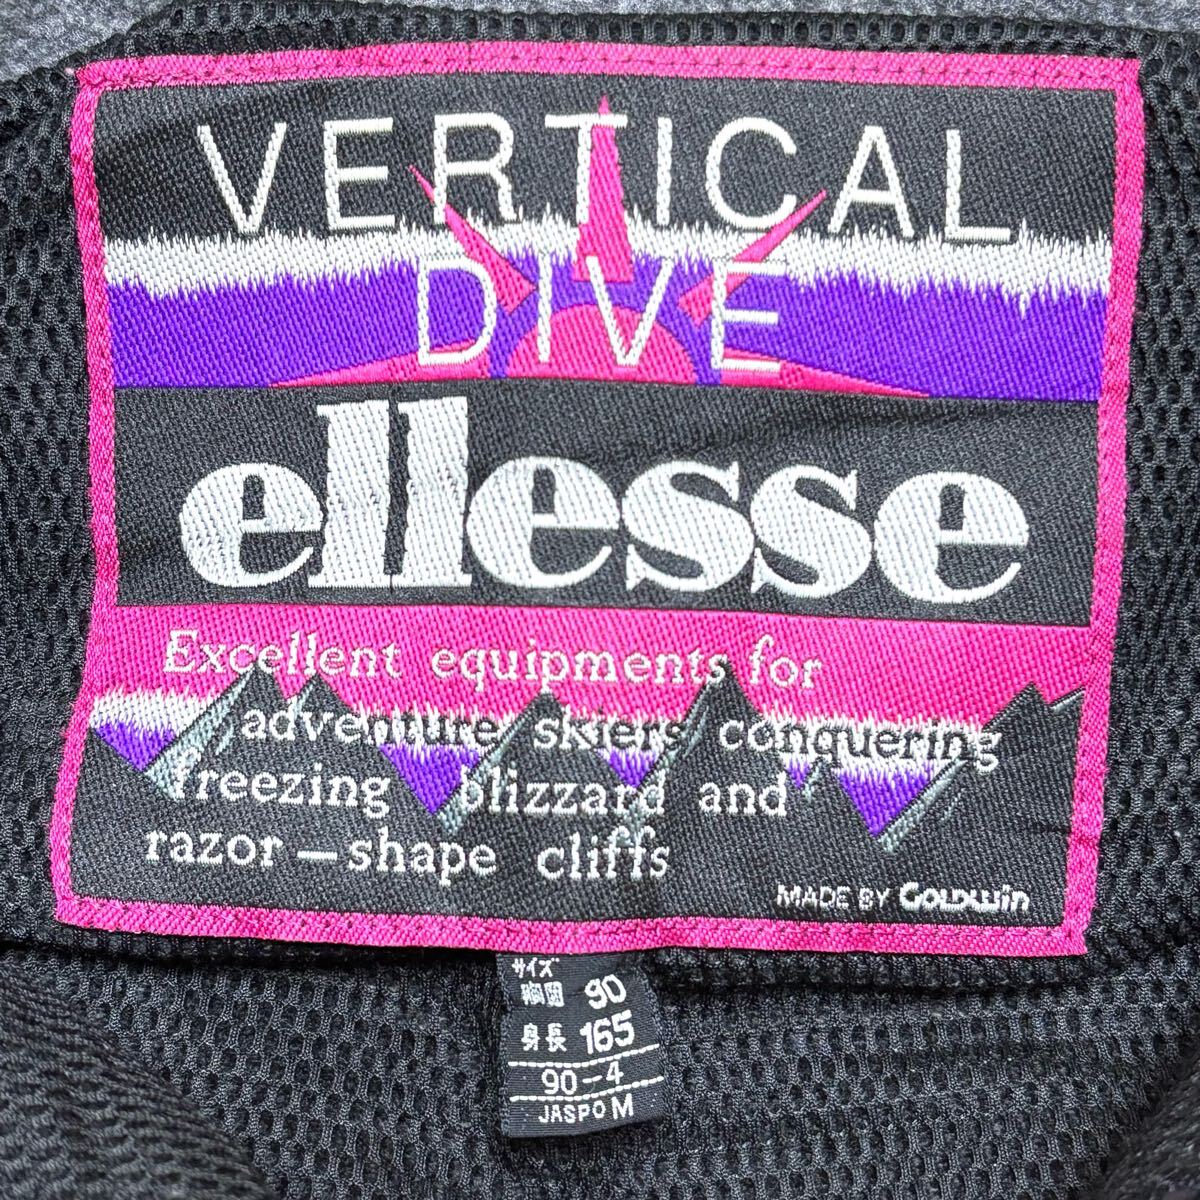 VERTICAL
DIVE
ellesse
Excellent equipments for
adventure skiers conquering
freezing blizzard and
razor—shape cliffs
MADE BY GOLDWIN
サイズ
胸囲 90
身長 165
90-4
JASPO M